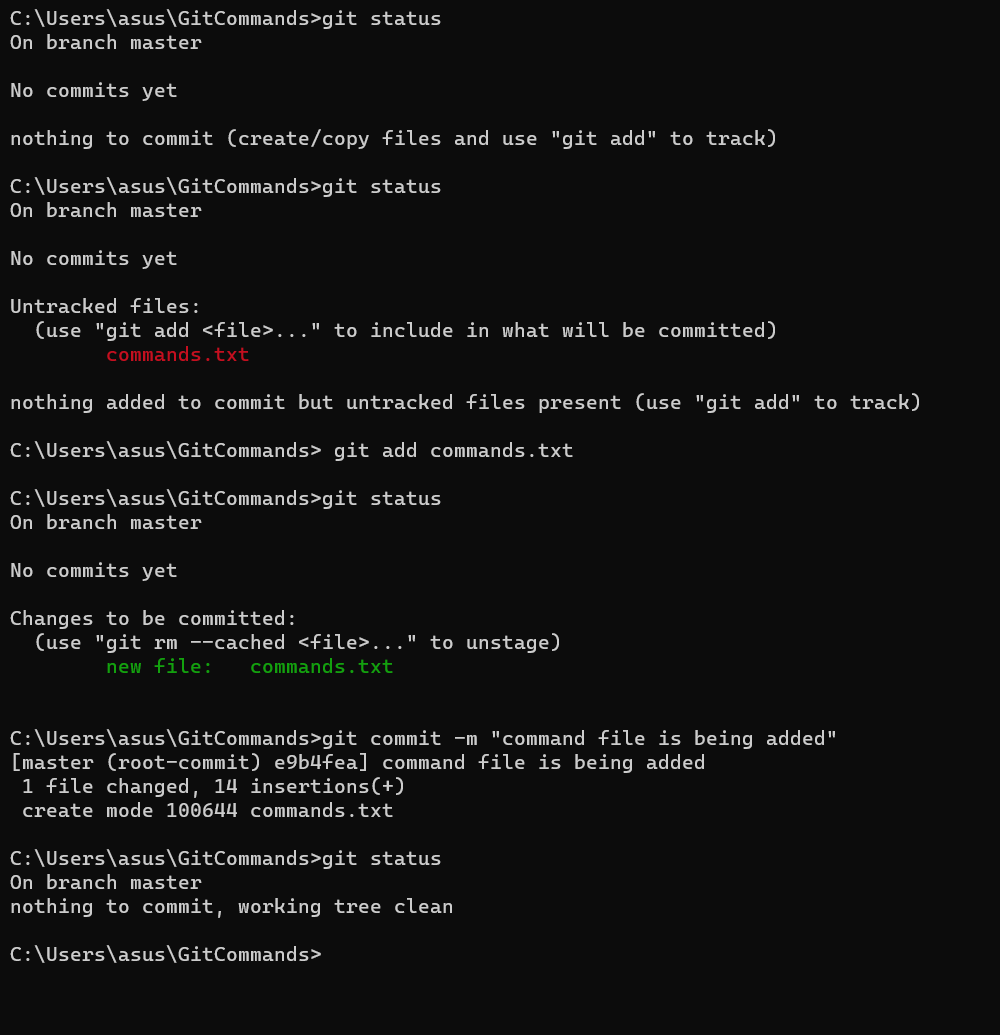 C:\Users\asus\GitCommands>git status
On branch master
No commits yet
nothing to commit (create/copy files and use "git add" to track)
C:\Users\asus\GitCommands>git status
On branch master
No commits yet
Untracked files:
  (use "git add <file>..." to include in what will be committed)
        commands.txt
nothing added to commit but untracked files present (use "git add" to track)
C:\Users\asus\GitCommands> git add commands.txt
C:\Users\asus\GitCommands>git status
On branch master
No commits yet
Changes to be committed:
  (use "git rm --cached <file>..." to unstage)
        new file:   commands.txt
C:\Users\asus\GitCommands>git commit -m "command file is being added"
[master (root-commit) e9b4fea] command file is being added
 1 file changed, 14 insertions(+)
 create mode 100644 commands.txt
C:\Users\asus\GitCommands>git status
On branch master
nothing to commit, working tree clean
C:\Users\asus\GitCommands>